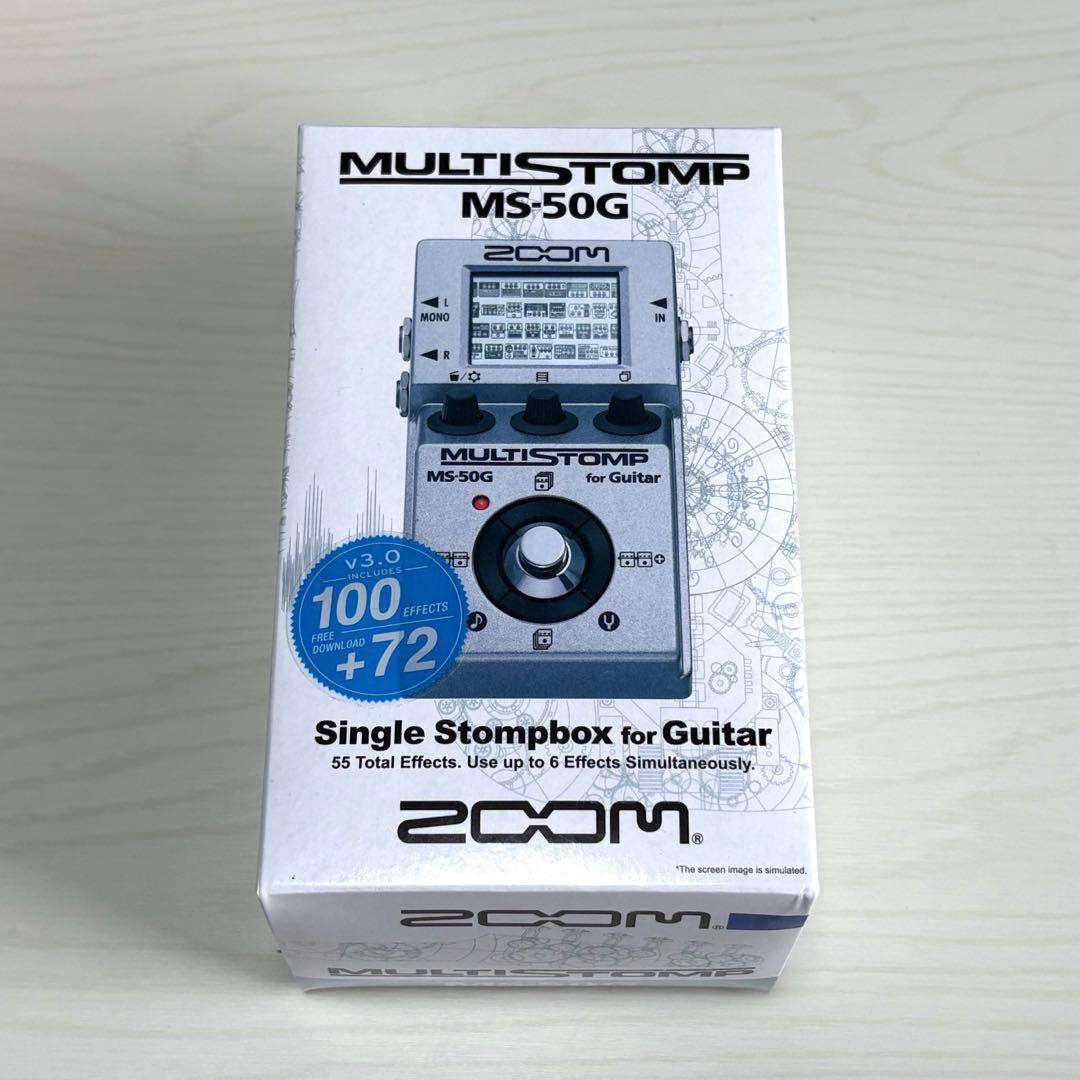 MULTISTOMP
MS-50G
ZOOM
L
MONO
IN
R
MULTISTOMP
MS-50G for Guitar
v3.0
INCLUDES
100 EFFECTS
FREE
DOWNLOAD
+72
Single Stompbox for Guitar
55 Total Effects. Use up to 6 Effects Simultaneously.
ZOOM®
*The screen image is simulated.
ZOOM®
MULTISTOMP